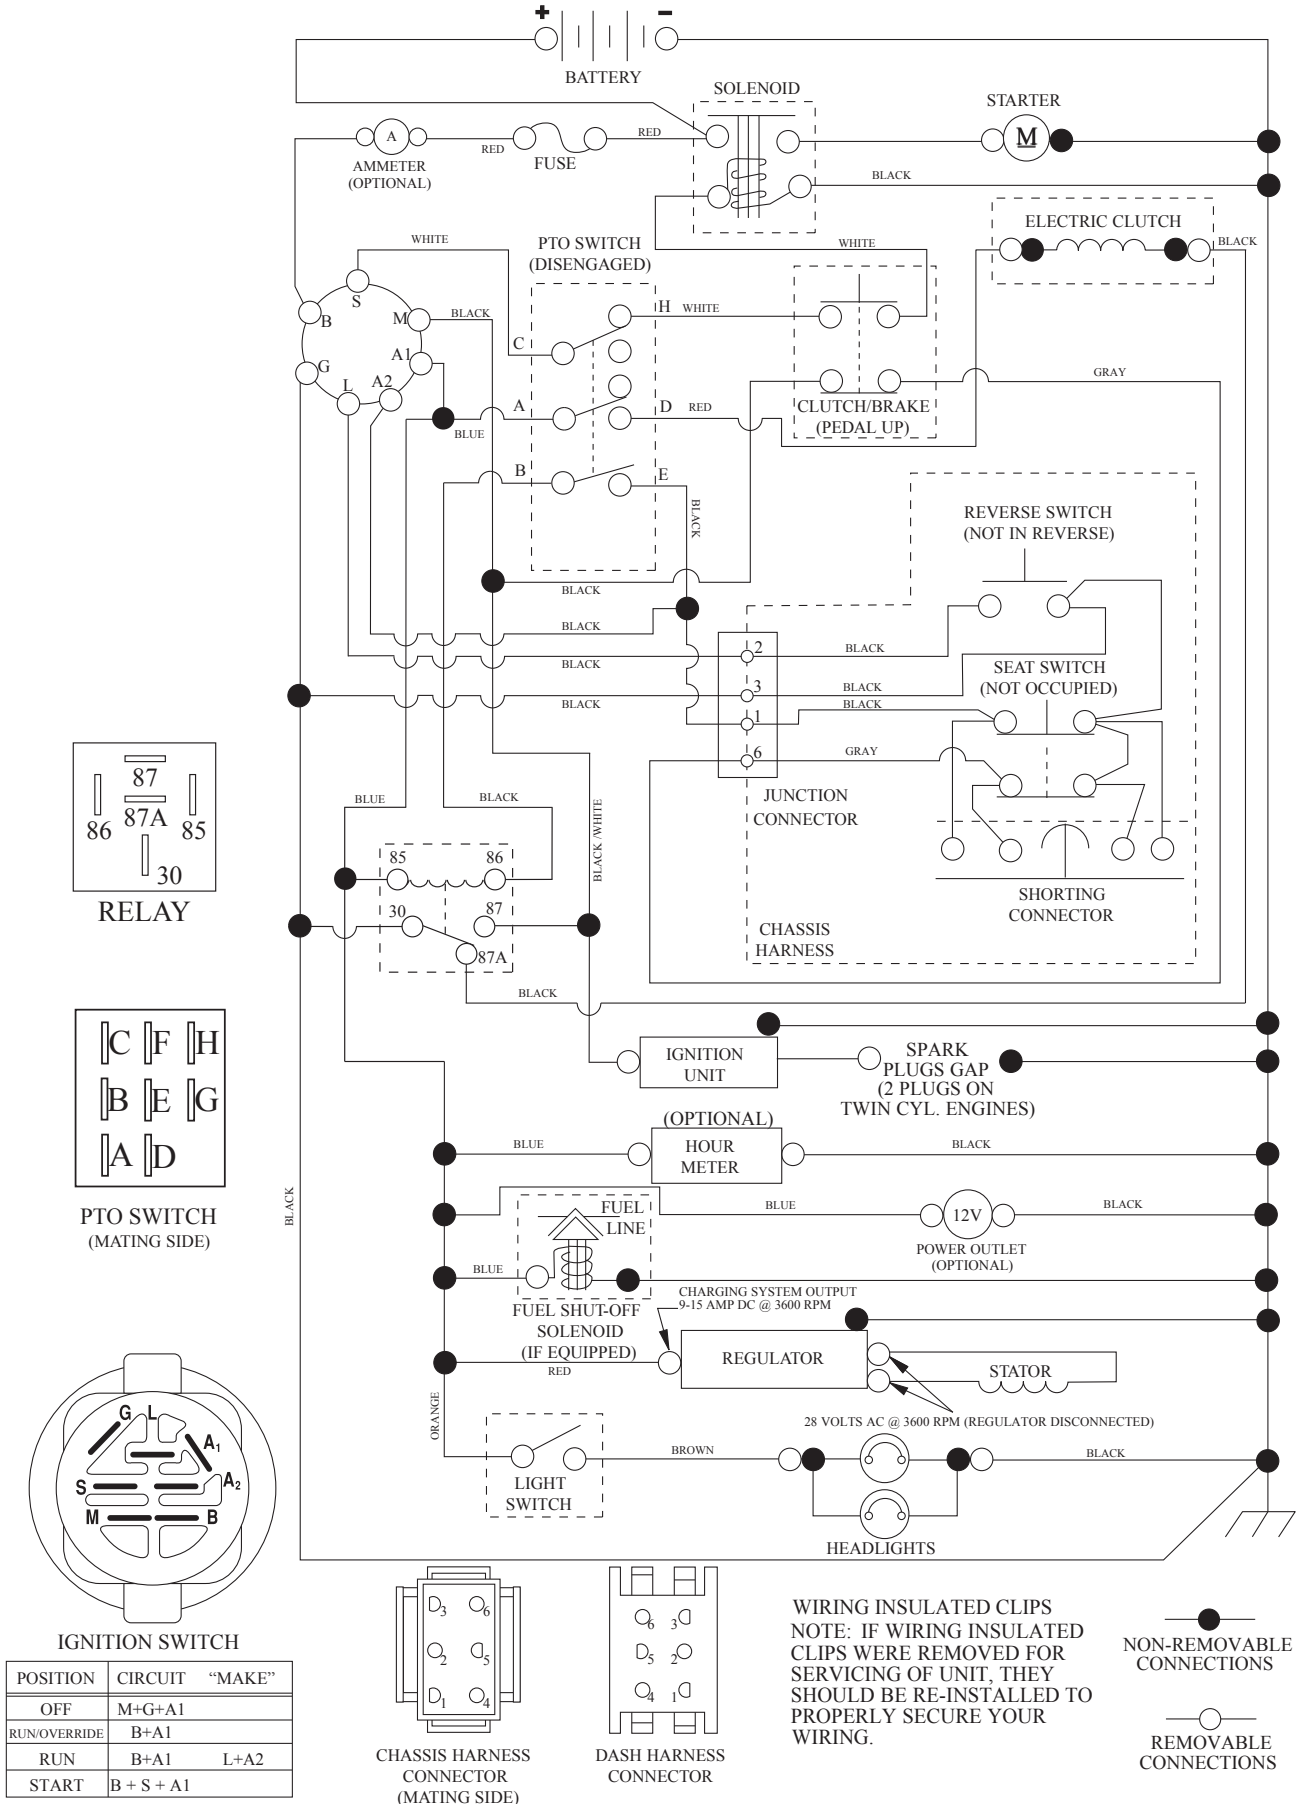 + −
BATTERY
SOLENOID
STARTER
A
M
RED
FUSE
RED
AMMETER
(OPTIONAL)
BLACK
WHITE
PTO SWITCH
(DISENGAGED)
WHITE
ELECTRIC CLUTCH
BLACK
S
B
M
BLACK
H
WHITE
C
A1
G
L
A2
A
BLUE
D
RED
CLUTCH/BRAKE
(PEDAL UP)
GRAY
B
E
BLACK
REVERSE SWITCH
(NOT IN REVERSE)
BLACK
BLACK
2
BLACK
BLACK
SEAT SWITCH
(NOT OCCUPIED)
3
BLACK
BLACK
1
BLACK
6
GRAY
JUNCTION
CONNECTOR
87
87A
86
85
30
RELAY
BLUE
BLACK
BLACK /WHITE
85
86
30
87
87A
SHORTING
CONNECTOR
CHASSIS
HARNESS
BLACK
C F H
B E G
A D
PTO SWITCH
(MATING SIDE)
IGNITION
UNIT
SPARK
PLUGS GAP
(2 PLUGS ON
TWIN CYL. ENGINES)
(OPTIONAL)
BLUE
HOUR
METER
BLACK
BLACK
FUEL
LINE
BLUE
12V
BLACK
POWER OUTLET
(OPTIONAL)
BLUE
FUEL SHUT-OFF
SOLENOID
(IF EQUIPPED)
CHARGING SYSTEM OUTPUT
9-15 AMP DC @ 3600 RPM
RED
REGULATOR
STATOR
28 VOLTS AC @ 3600 RPM (REGULATOR DISCONNECTED)
ORANGE
LIGHT
SWITCH
BROWN
BLACK
HEADLIGHTS
G L
A1
S
A2
M
B
IGNITION SWITCH
POSITION CIRCUIT “MAKE”
OFF M+G+A1
RUN/OVERRIDE B+A1
RUN B+A1 L+A2
START B + S + A1
3 6
2 5
1 4
CHASSIS HARNESS
CONNECTOR
(MATING SIDE)
6 3
5 2
4 1
DASH HARNESS
CONNECTOR
WIRING INSULATED CLIPS
NOTE: IF WIRING INSULATED
CLIPS WERE REMOVED FOR
SERVICING OF UNIT, THEY
SHOULD BE RE-INSTALLED TO
PROPERLY SECURE YOUR
WIRING.
NON-REMOVABLE
CONNECTIONS
REMOVABLE
CONNECTIONS